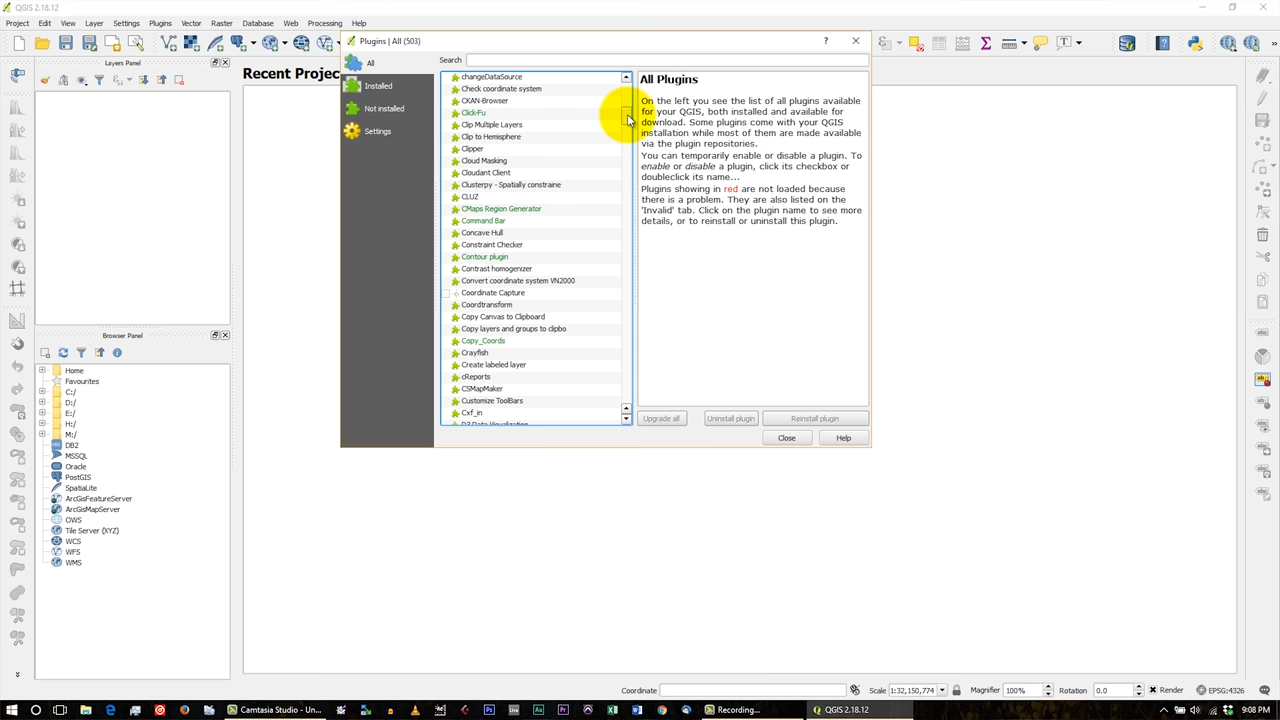 QGIS 2.18.12
Project Edit View Layer Settings Plugins Vector Raster Database Web Processing Help
Layers Panel
Recent Projec
Browser Panel
Home
Favourites
C:/
D:/
E:/
H:/
M:/
DB2
MSSQL
Oracle
PostGIS
SpatiaLite
ArcGisFeatureServer
ArcGisMapServer
OWS
Tile Server (XYZ)
WCS
WFS
WMS
Plugins | All (503)
All
Installed
Not installed
Settings
Search
changeDataSource
Check coordinate system
CKAN-Browser
Click-Fu
Clip Multiple Layers
Clip to Hemisphere
Clipper
Cloud Masking
Cloudant Client
Clusterpy - Spatially constraine
CLUZ
CMaps Region Generator
Command Bar
Concave Hull
Constraint Checker
Contour plugin
Contrast homogenizer
Convert coordinate system VN2000
Coordinate Capture
Coordtransform
Copy Canvas to Clipboard
Copy layers and groups to clipbo
Copy_Coords
Crayfish
Create labeled layer
cReports
CSMapMaker
Customize ToolBars
Cxf_in
D3 Data Visualization
All Plugins
On the left you see the list of all plugins available
for your QGIS, both installed and available for
download. Some plugins come with your QGIS
installation while most of them are made available
via the plugin repositories.
You can temporarily enable or disable a plugin. To
enable or disable a plugin, click its checkbox or
doubleclick its name...
Plugins showing in red are not loaded because
there is a problem. They are also listed on the
'Invalid' tab. Click on the plugin name to see more
details, or to reinstall or uninstall this plugin.
Upgrade all
Uninstall plugin
Reinstall plugin
Close
Help
Coordinate
Scale 1:32,150,774
Magnifier 100%
Rotation 0.0
Render
EPSG:4326
Camtasia Studio - Un...
Recording...
QGIS 2.18.12
9:08 PM